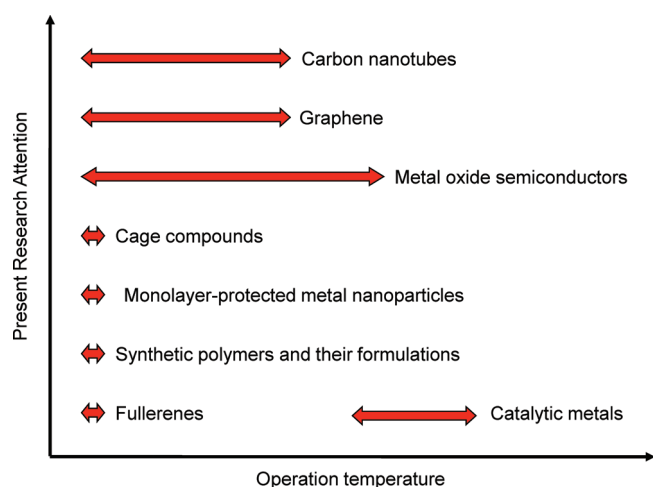 Present Research Attention
Carbon nanotubes
Graphene
Metal oxide semiconductors
Cage compounds
Monolayer-protected metal nanoparticles
Synthetic polymers and their formulations
Fullerenes
Catalytic metals
Operation temperature